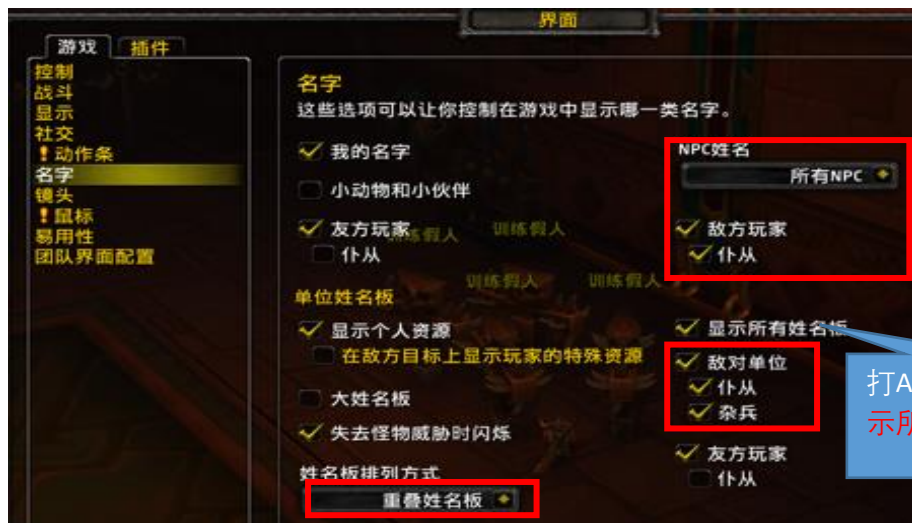 界面
游戏
插件
控制
战斗
显示
社交
!动作条
名字
镜头
!鼠标
易用性
团队界面配置
名字
这些选项可以让你控制在游戏中显示哪一类名字。
我的名字
小动物和小伙伴
友方玩家
仆从
NPC姓名
所有NPC
敌方玩家
仆从
训练假人
训练假人
训练假人
训练假人
单位姓名板
显示个人资源
在敌方目标上显示玩家的特殊资源
大姓名板
失去怪物威胁时闪烁
姓名板排列方式
重叠姓名板
显示所有姓名板
敌对单位
仆从
杂兵
友方玩家
仆从
打A
示所